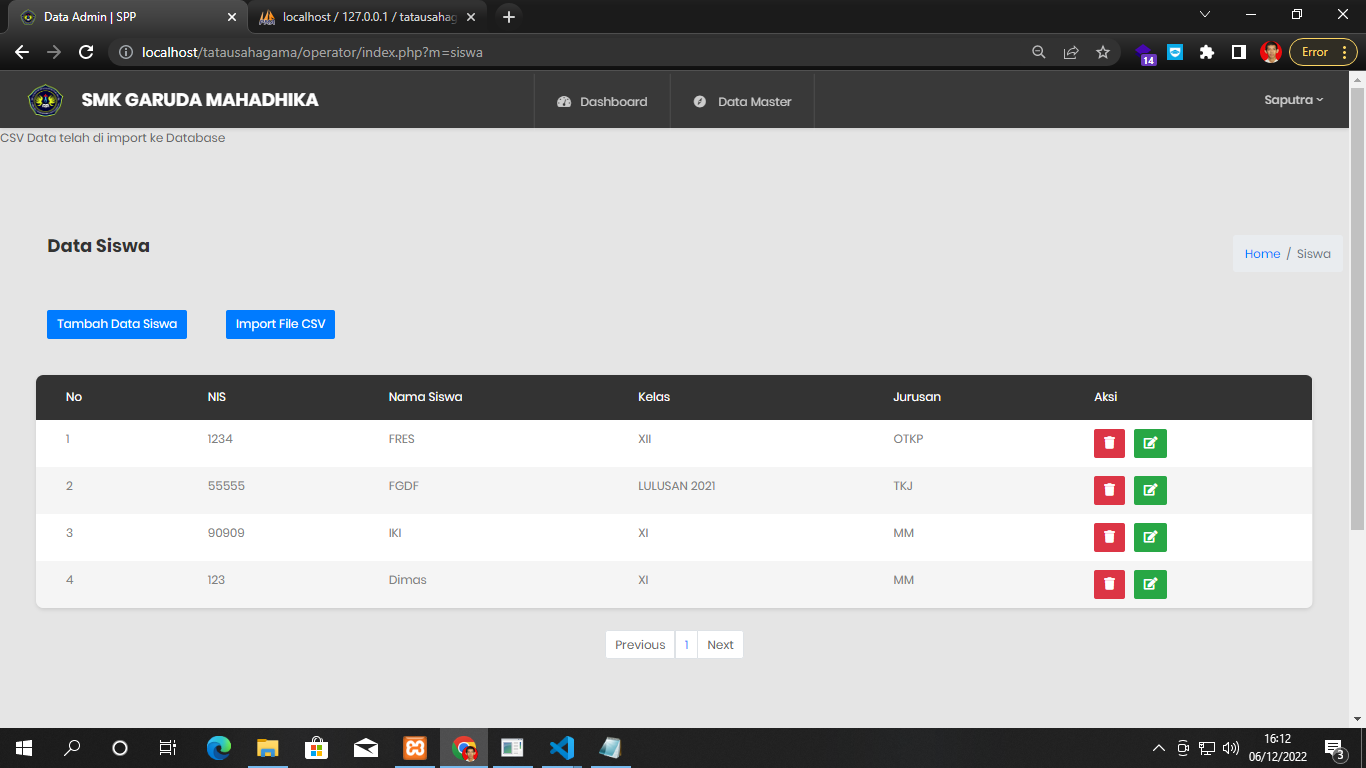 Data Admin | SPP
localhost / 127.0.0.1 / tatausahag
localhost/tatausahagama/operator/index.php?m=siswa
14
Error
SMK GARUDA MAHADHIKA
Dashboard
Data Master
Saputra
CSV Data telah di import ke Database
Data Siswa
Home / Siswa
Tambah Data Siswa
Import File CSV
No NIS Nama Siswa Kelas Jurusan Aksi
1 1234 FRES XII OTKP
2 55555 FGDF LULUSAN 2021 TKJ
3 90909 IKI XI MM
4 123 Dimas XI MM
Previous 1 Next
16:12
06/12/2022
3